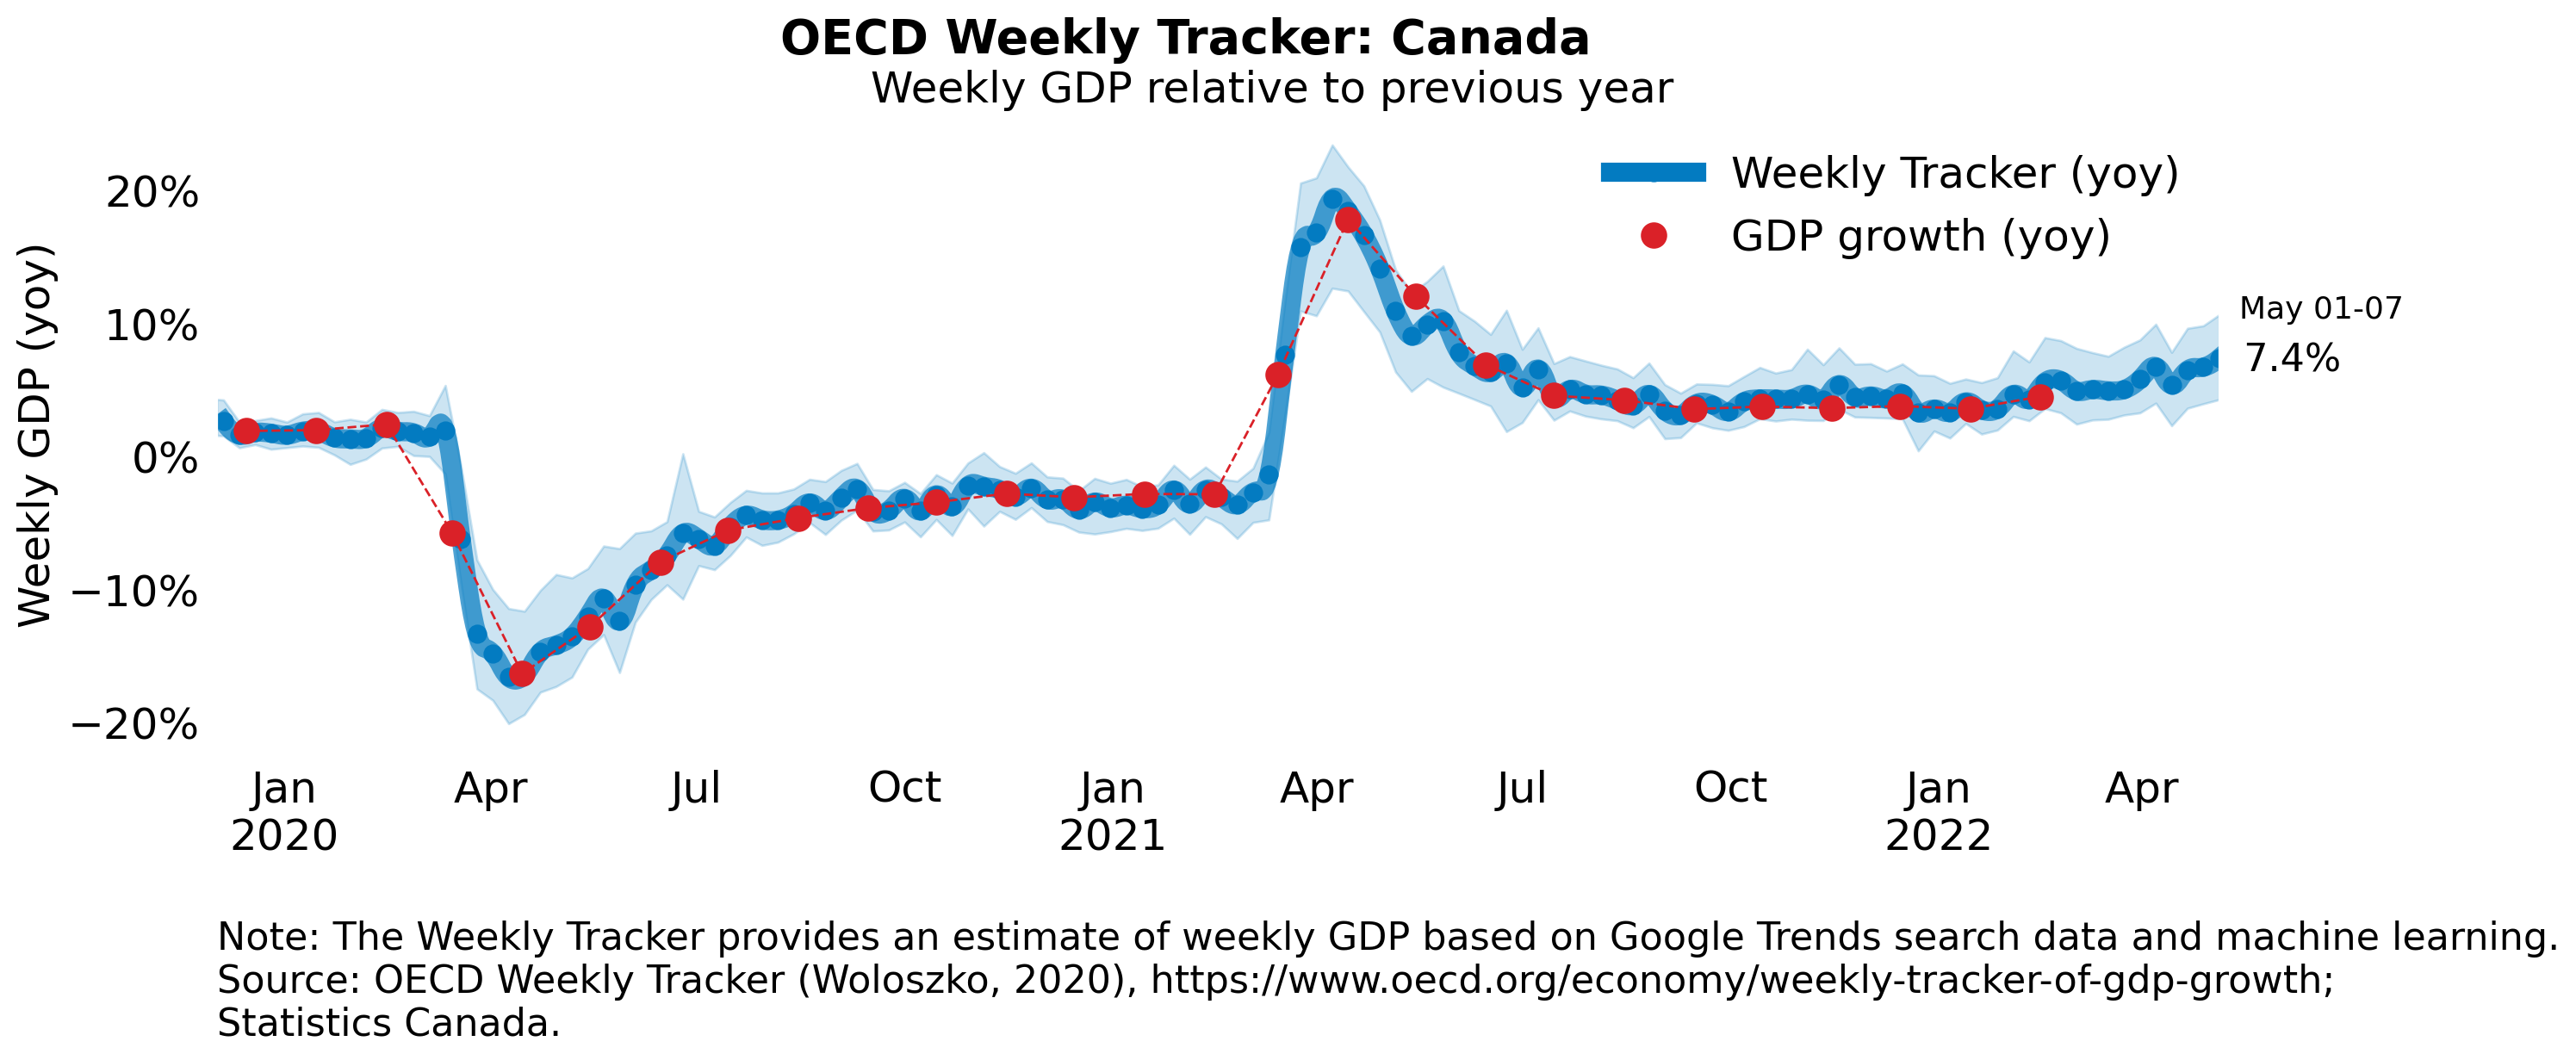 OECD Weekly Tracker: Canada
Weekly GDP relative to previous year
Weekly Tracker (yoy)
GDP growth (yoy)
Weekly GDP (yoy)
20%
10%
0%
−10%
−20%
May 01-07
7.4%
Jan Apr Jul Oct Jan Apr Jul Oct Jan Apr
2020 2021 2022
Note: The Weekly Tracker provides an estimate of weekly GDP based on Google Trends search data and machine learning.
Source: OECD Weekly Tracker (Woloszko, 2020), https://www.oecd.org/economy/weekly-tracker-of-gdp-growth;
Statistics Canada.